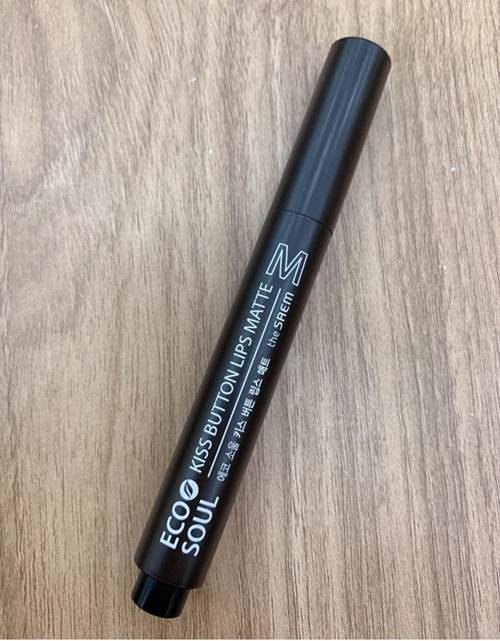 ECO
SOUL
KISS BUTTON LIPS MATTE
M
에코 소울 키스 버튼 립스 매트
the SAEM